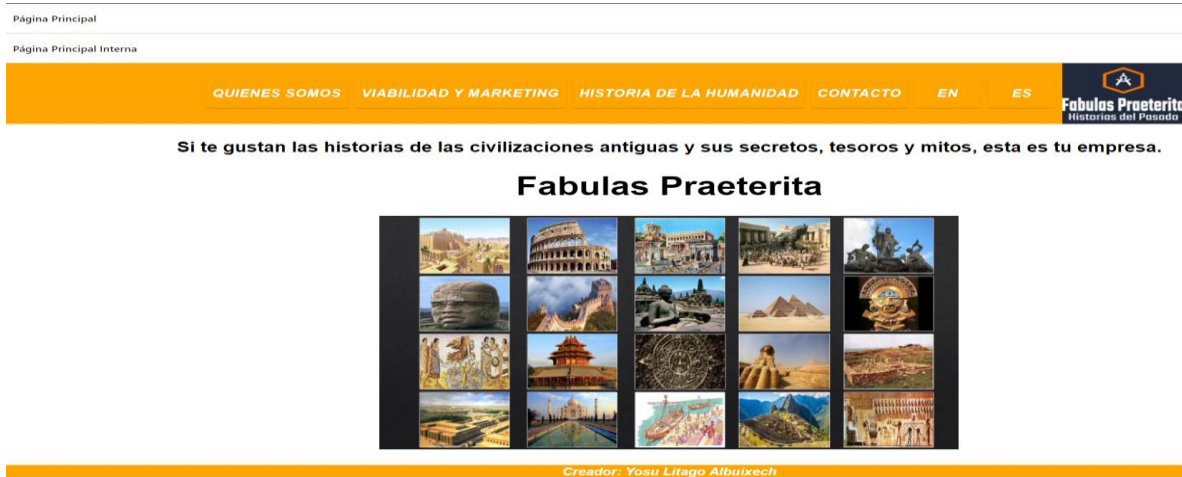 Página Principal
Página Principal Interna
QUIENES SOMOS VIABILIDAD Y MARKETING HISTORIA DE LA HUMANIDAD CONTACTO EN ES
Fabulas Praeterita
Historias del Pasado
Si te gustan las historias de las civilizaciones antiguas y sus secretos, tesoros y mitos, esta es tu empresa.
Fabulas Praeterita
Creador: Yosu Litago Albuixech